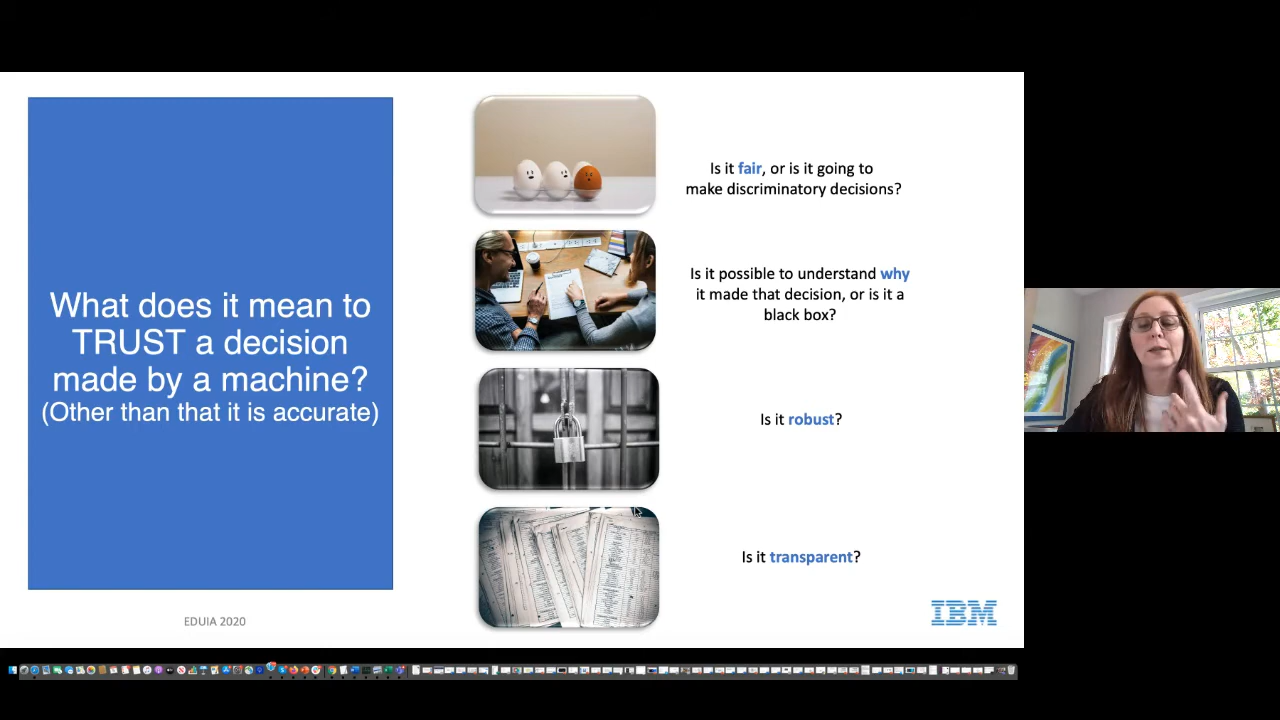 What does it mean to
TRUST a decision
made by a machine?
(Other than that it is accurate)
Is it fair, or is it going to
make discriminatory decisions?
Is it possible to understand why
it made that decision, or is it a
black box?
Is it robust?
Is it transparent?
EDUIA 2020
IBM